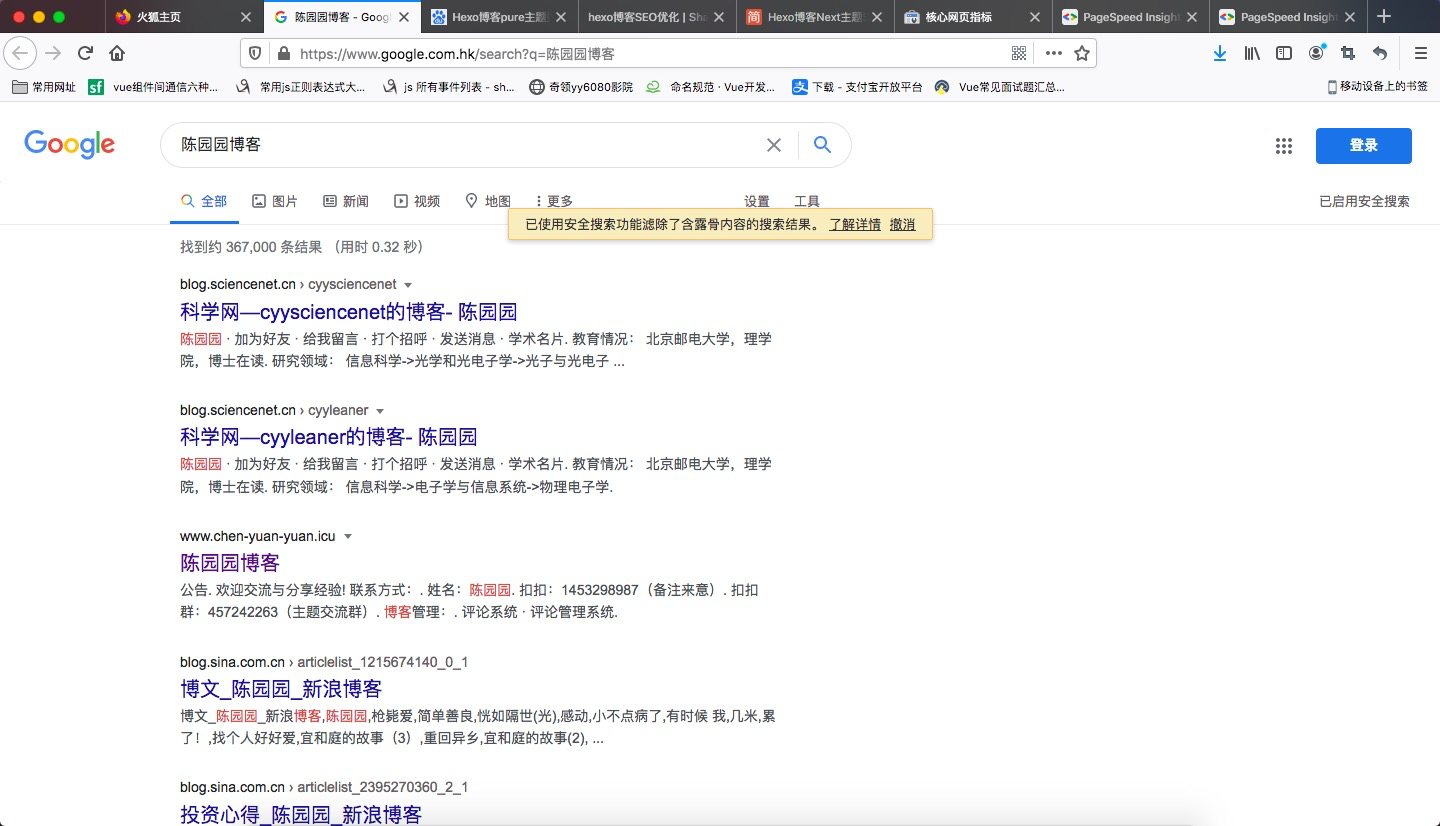 火狐主页
陈园园博客 - Goog
Hexo博客pure主题
hexo博客SEO优化 | Sha
Hexo博客Next主题
核心网页指标
PageSpeed Insight
PageSpeed Insight
https://www.google.com.hk/search?q=陈园园博客
常用网址
sf vue组件间通信六种...
常用js正则表达式大...
js 所有事件列表 - sh...
奇领yy6080影院
命名规范 · Vue开发...
支 下载 - 支付宝开放平台
Vue常见面试题汇总...
移动设备上的书签
Google
陈园园博客
登录
全部 图片 新闻 视频 地图 更多 设置 工具
已启用安全搜索
已使用安全搜索功能滤除了含露骨内容的搜索结果。 了解详情 撤消
找到约 367,000 条结果 （用时 0.32 秒）
blog.sciencenet.cn › cyysciencenet
科学网—cyysciencenet的博客- 陈园园
陈园园 · 加为好友 · 给我留言 · 打个招呼 · 发送消息 · 学术名片. 教育情况： 北京邮电大学，理学
院，博士在读. 研究领域： 信息科学->光学和光电子学->光子与光电子 ...
blog.sciencenet.cn › cyyleaner
科学网—cyyleaner的博客- 陈园园
陈园园 · 加为好友 · 给我留言 · 打个招呼 · 发送消息 · 学术名片. 教育情况： 北京邮电大学，理学
院，博士在读. 研究领域： 信息科学->电子学与信息系统->物理电子学.
www.chen-yuan-yuan.icu
陈园园博客
公告. 欢迎交流与分享经验! 联系方式：. 姓名：陈园园. 扣扣：1453298987（备注来意）. 扣扣
群：457242263（主题交流群）. 博客管理：. 评论系统 · 评论管理系统.
blog.sina.com.cn › articlelist_1215674140_0_1
博文_陈园园_新浪博客
博文_陈园园_新浪博客,陈园园,枪毙爱,简单善良,恍如隔世(光),感动,小不点病了,有时候 我,几米,累
了！,找个人好好爱,宜和庭的故事（3）,重回异乡,宜和庭的故事(2), ...
blog.sina.com.cn › articlelist_2395270360_2_1
投资心得_陈园园_新浪博客